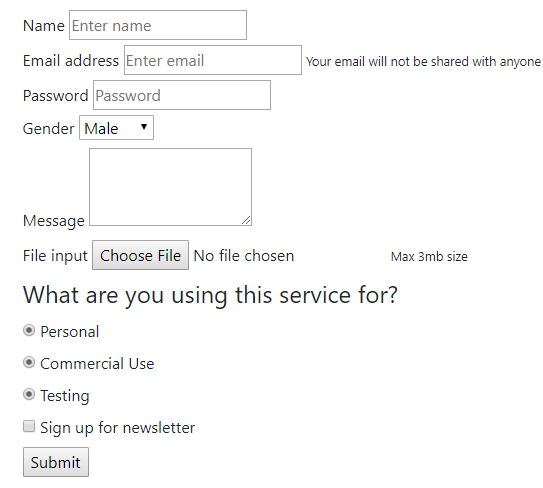 Name Enter name
Email address Enter email Your email will not be shared with anyone
Password Password
Gender Male
Message
File input Choose File No file chosen Max 3mb size
What are you using this service for?
Personal
Commercial Use
Testing
Sign up for newsletter
Submit